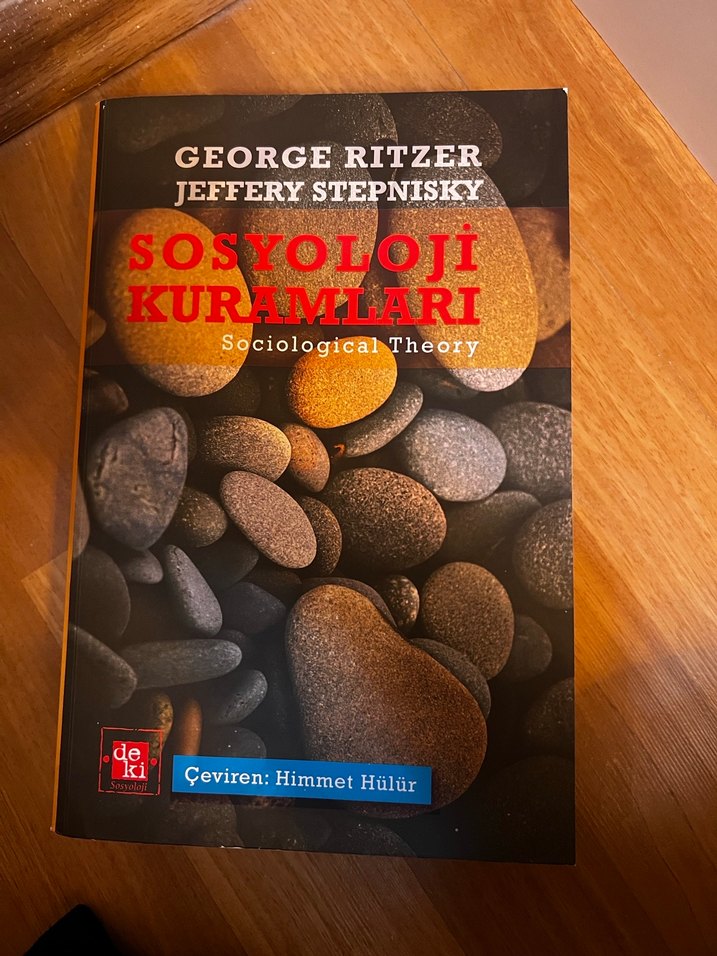 GEORGE RITZER
JEFFERY STEPNISKY
SOSYOLOJİ
KURAMLARI
Sociological Theory
de
ki
Sosyoloji
Çeviren: Himmet Hülür